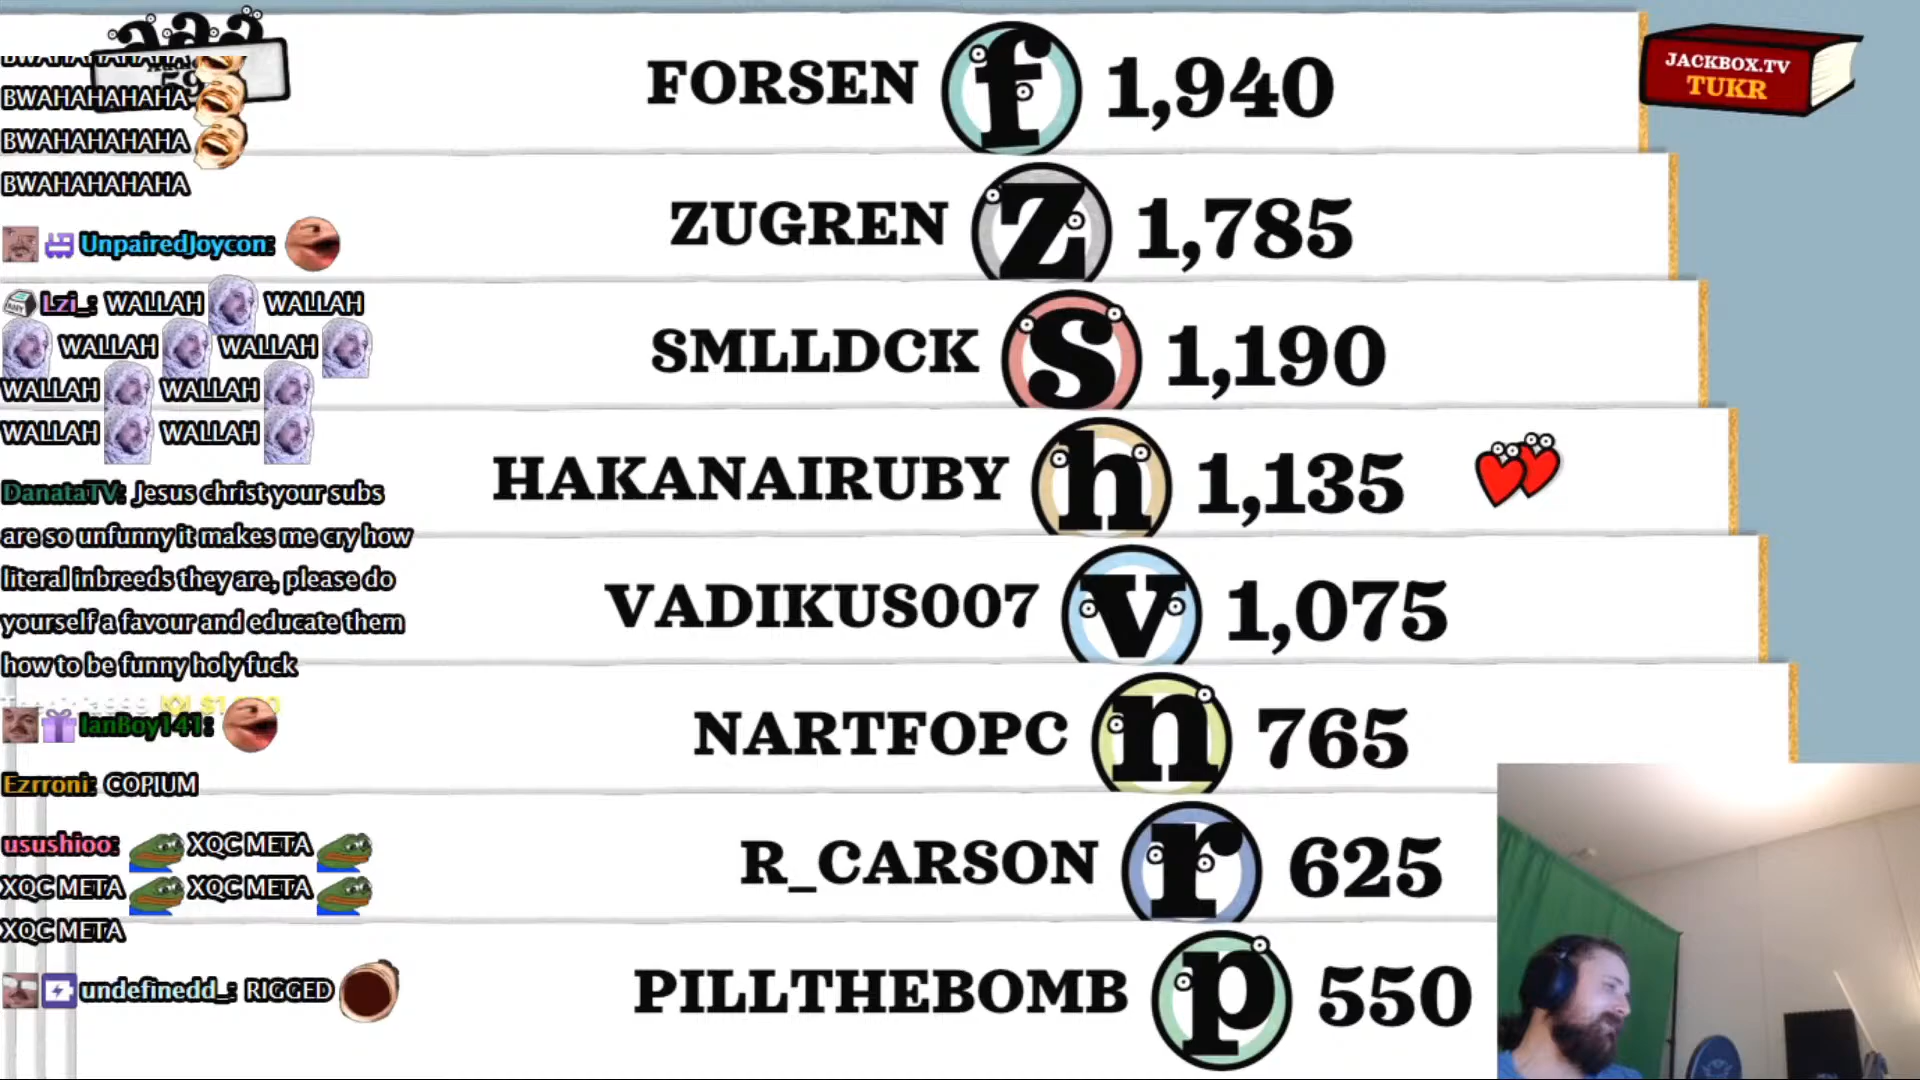 BWAHAHAHAHA
BWAHAHAHAHA
BWAHAHAHAHA
UnpairedJoycon:
Lzi_: WALLAH WALLAH
WALLAH WALLAH
WALLAH WALLAH
WALLAH WALLAH
DanataTV: Jesus christ your subs
are so unfunny it makes me cry how
literal inbreeds they are, please do
yourself a favour and educate them
how to be funny holy fuck
IanBoy141:
Ezrroni: COPIUM
usushioo: XQC META
XQC META XQC META
XQC META
undefinedd_: RIGGED
FORSEN f 1,940
ZUGREN z 1,785
SMLLDCK s 1,190
HAKANAIRUBY h 1,135
VADIKUS007 v 1,075
NARTFOPC n 765
R_CARSON r 625
PILLTHEBOMB p 550
JACKBOX.TV
TUKR